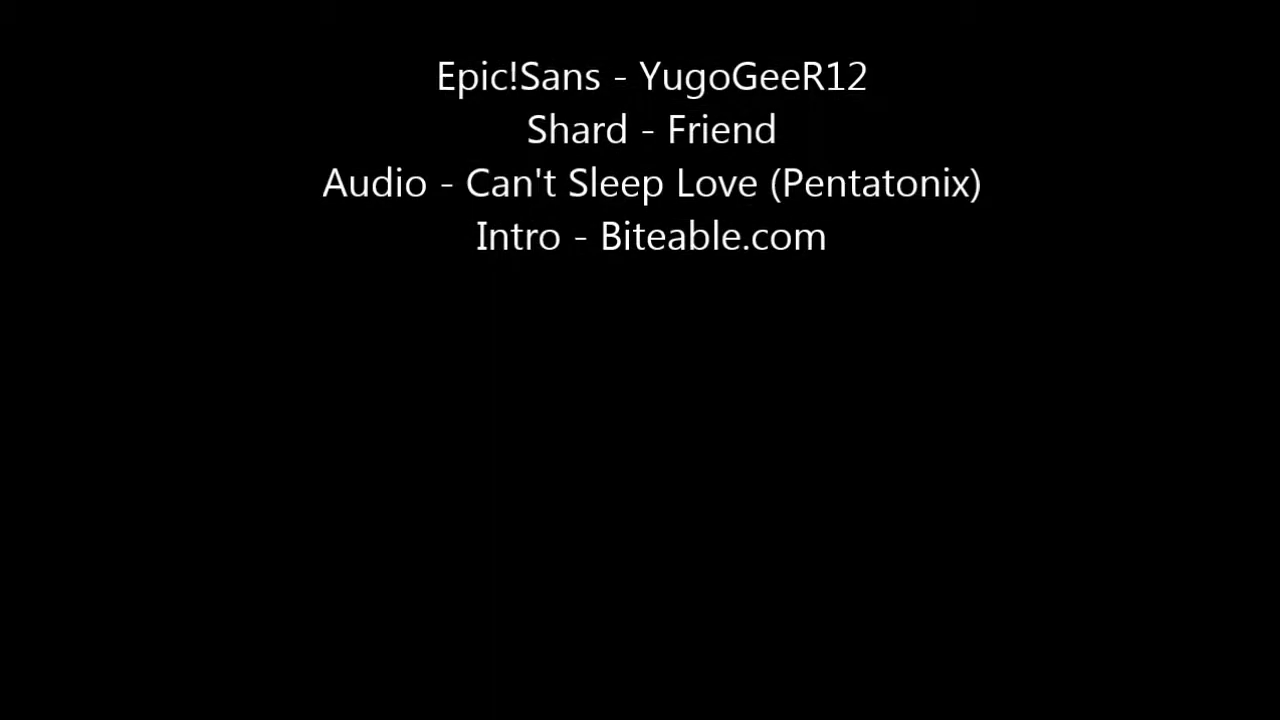 Epic!Sans - YugoGeeR12
Shard - Friend
Audio - Can't Sleep Love (Pentatonix)
Intro - Biteable.com